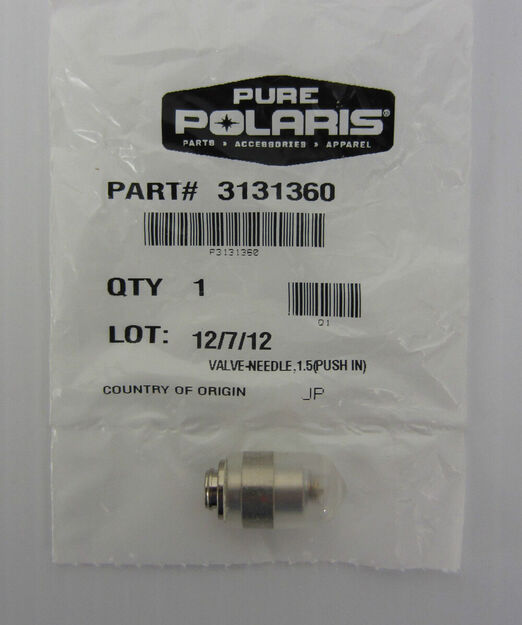 PURE
POLARIS®
PARTS » ACCESSORIES » APPAREL
PART# 3131360
P3131360
QTY 1
Q1
LOT: 12/7/12
VALVE-NEEDLE,1.5(PUSH IN)
COUNTRY OF ORIGIN JP